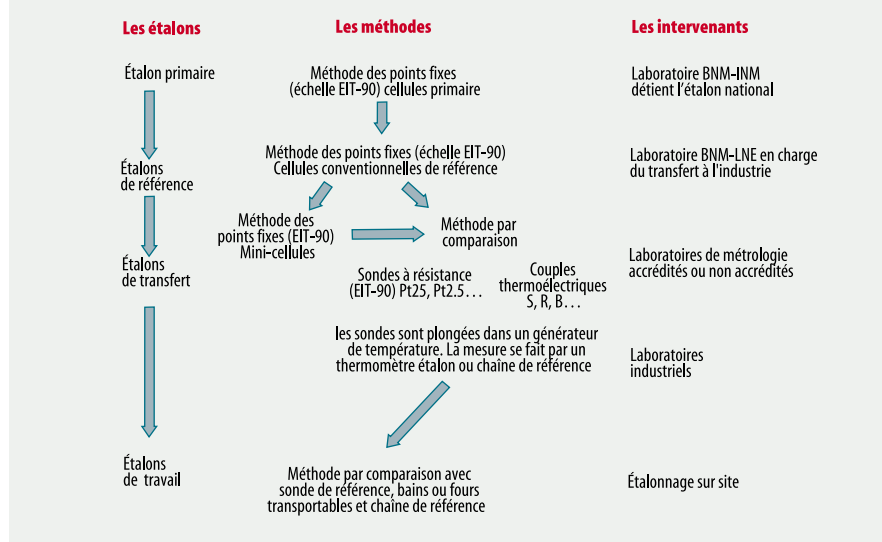 Les étalons
Les méthodes
Les intervenants
Étalon primaire
Méthode des points fixes
(échelle EIT-90) cellules primaire
Laboratoire BNM-INM
détient l'étalon national
Étalons
de référence
Méthode des points fixes (échelle EIT-90)
Cellules conventionnelles de référence
Laboratoire BNM-LNE en charge
du transfert à l'industrie
Méthode des
points fixes (EIT-90)
Mini-cellules
Méthode par
comparaison
Étalons
de transfert
Laboratoires de métrologie
accrédités ou non accrédités
Sondes à résistance
(EIT-90) Pt25, Pt2.5...
Couples
thermoélectriques
S, R, B...
les sondes sont plongées dans un générateur
de température. La mesure se fait par un
thermomètre étalon ou chaîne de référence
Laboratoires
industriels
Étalons
de travail
Méthode par comparaison avec
sonde de référence, bains ou fours
transportables et chaîne de référence
Étalonnage sur site